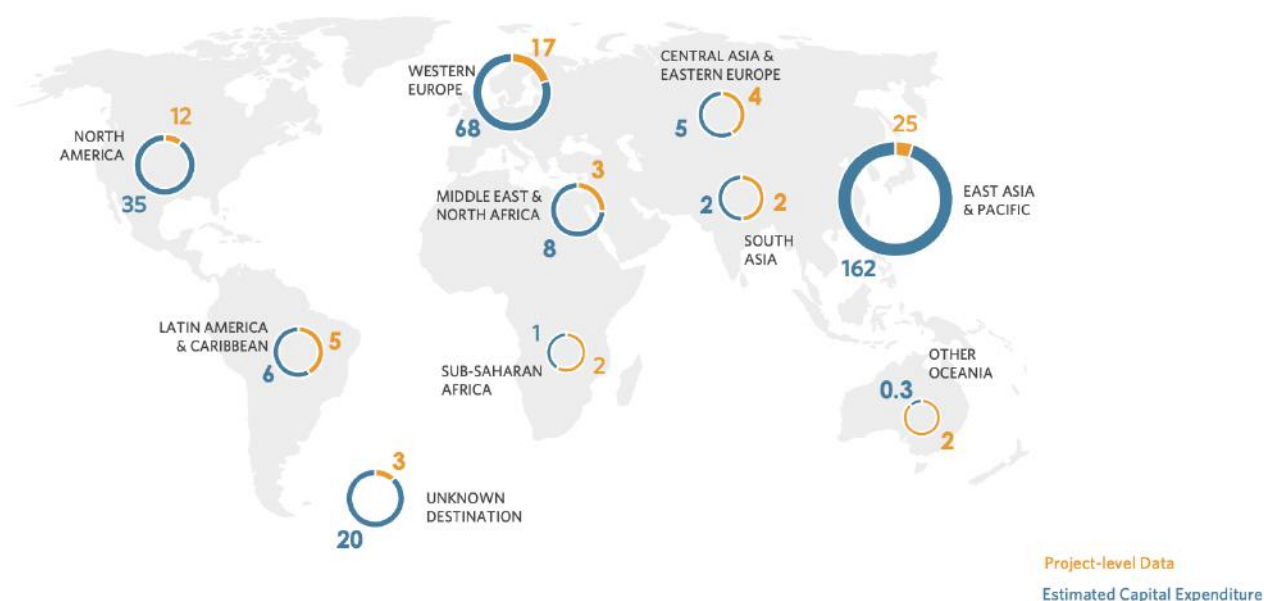 17
WESTERN
EUROPE
68
CENTRAL ASIA &
EASTERN EUROPE
4
5
12
NORTH
AMERICA
35
25
EAST ASIA
& PACIFIC
162
3
MIDDLE EAST &
NORTH AFRICA
8
2
2
SOUTH
ASIA
LATIN AMERICA
& CARIBBEAN
5
6
1
SUB-SAHARAN
AFRICA
2
OTHER
OCEANIA
0.3
2
3
UNKNOWN
DESTINATION
20
Project-level Data
Estimated Capital Expenditure